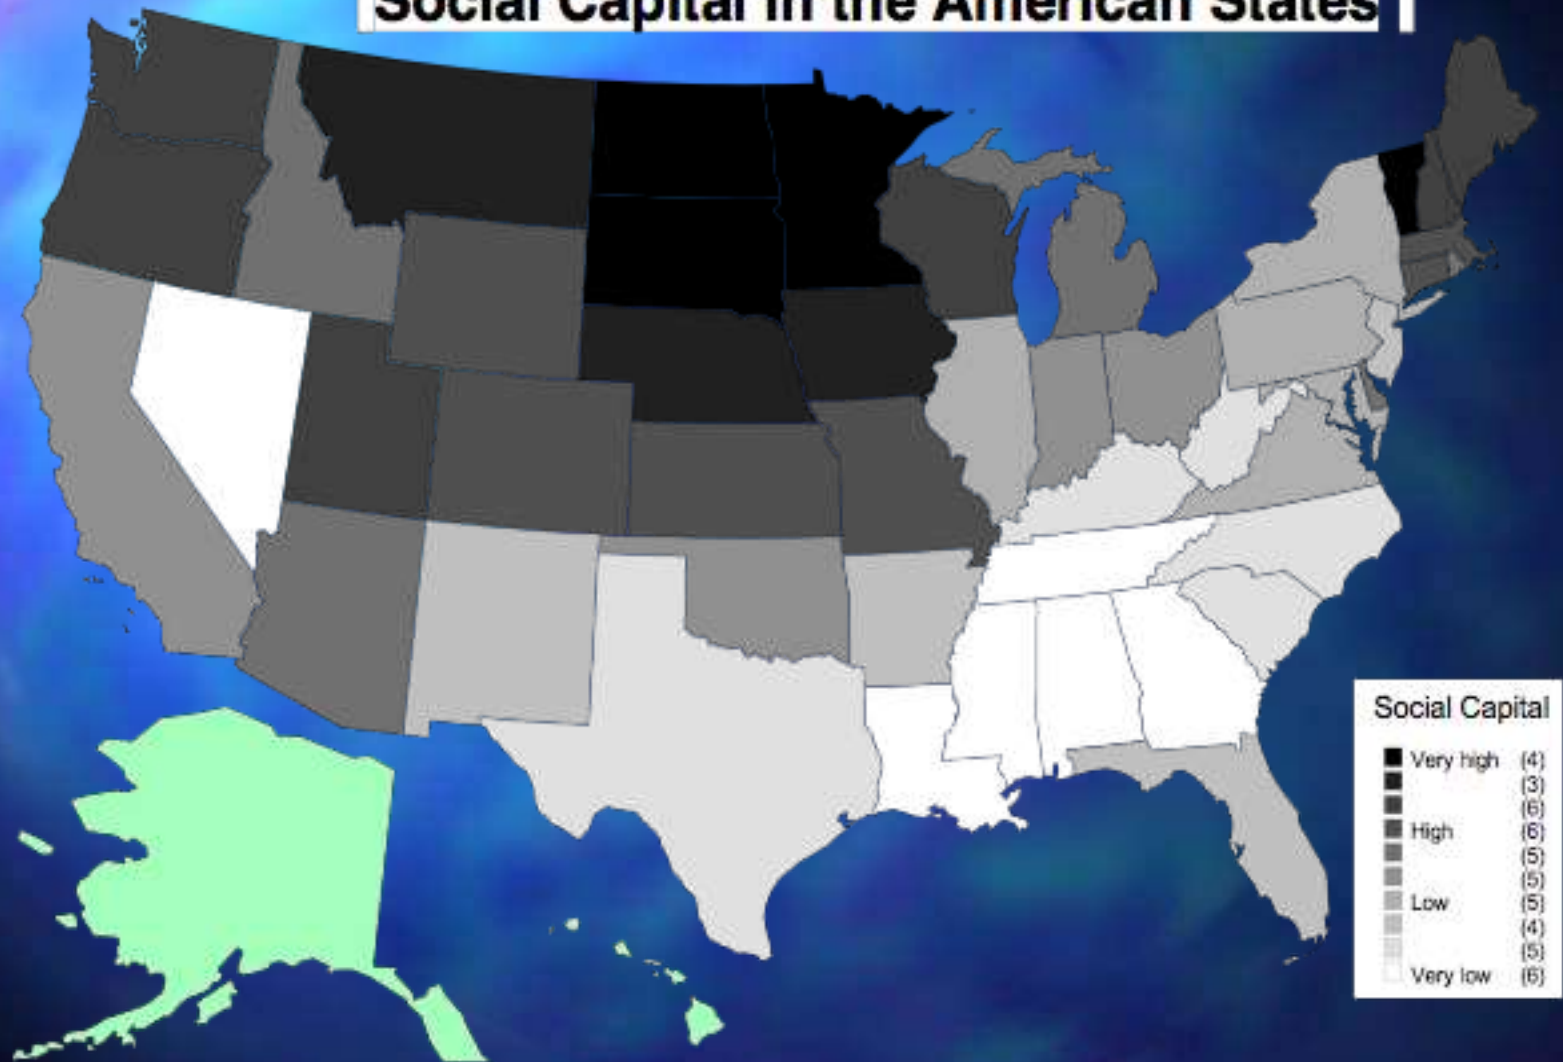 Social Capital in the American States
Social Capital
Very high (4)
(3)
(6)
High (6)
(5)
(5)
Low (5)
(4)
(5)
Very low (6)